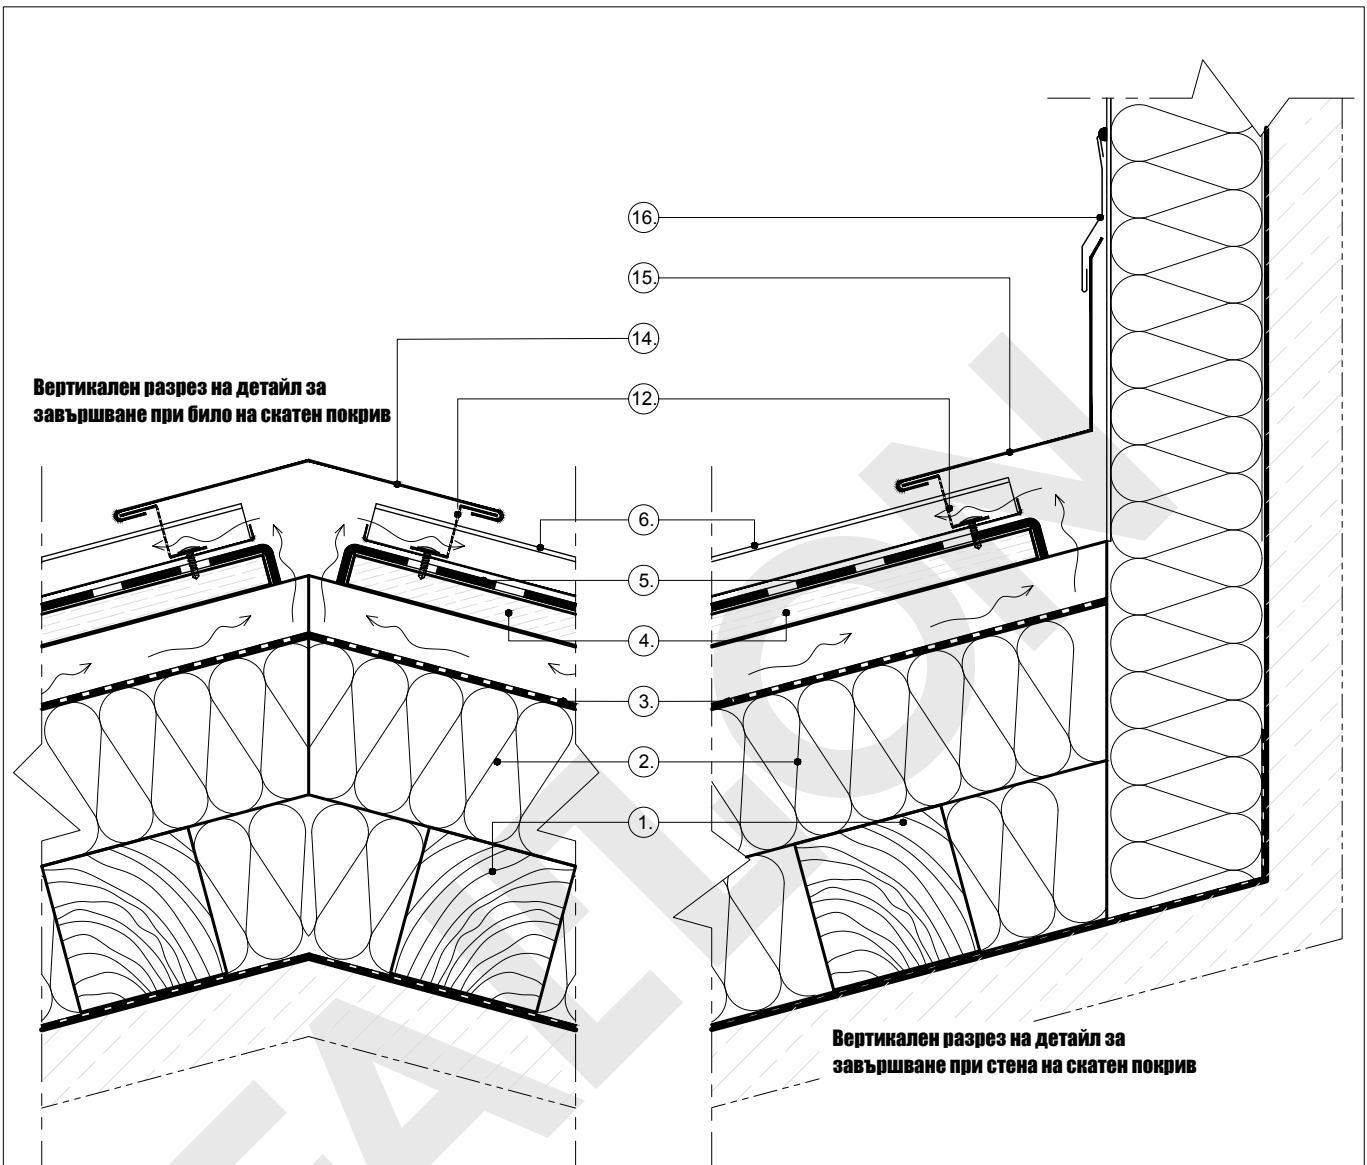 16.
15.
14.
Вертикален разрез на детайл за
завършване при било на скатен покрив
12.
6.
5.
4.
3.
2.
1.
Вертикален разрез на детайл за
завършване при стена на скатен покрив